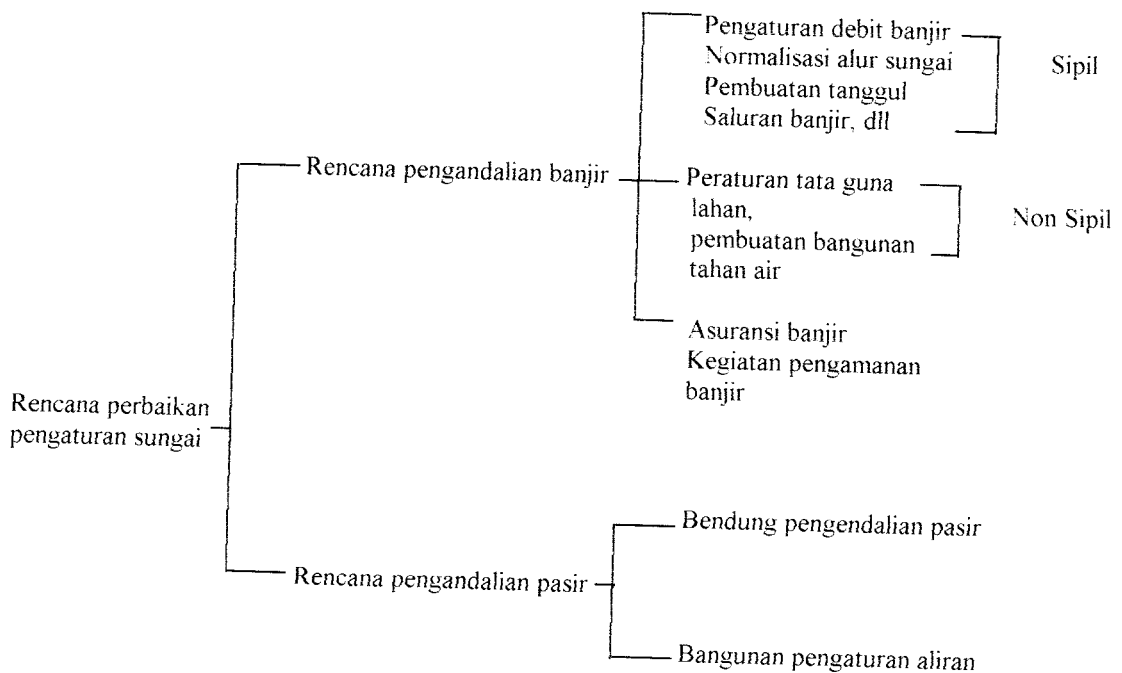 Pengaturan debit banjir
Normalisasi alur sungai
Pembuatan tanggul
Saluran banjir, dll
Sipil
Rencana pengandalian banjir
Peraturan tata guna
lahan,
pembuatan bangunan
tahan air
Non Sipil
Asuransi banjir
Kegiatan pengamanan
banjir
Rencana perbaikan
pengaturan sungai
Bendung pengendalian pasir
Rencana pengandalian pasir
Bangunan pengaturan aliran